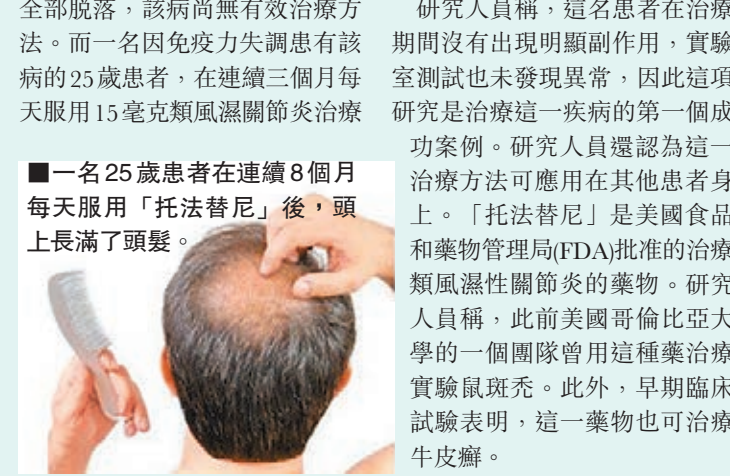 全部脫落，該病尚無有效治療方
法。而一名因免疫力失調患有該
病的25歲患者，在連續三個月每
天服用15毫克類風濕關節炎治療
■一名25歲患者在連續8個月
每天服用「托法替尼」後，頭
上長滿了頭髮。
研究人員稱，這名患者在治療
期間沒有出現明顯副作用，實驗
室測試也未發現異常，因此這項
研究是治療這一疾病的第一個成
功案例。研究人員還認為這一
治療方法可應用在其他患者身
上。「托法替尼」是美國食品
和藥物管理局(FDA)批准的治療
類風濕性關節炎的藥物。研究
人員稱，此前美國哥倫比亞大
學的一個團隊曾用這種藥治療
實驗鼠斑禿。此外，早期臨床
試驗表明，這一藥物也可治療
牛皮癬。